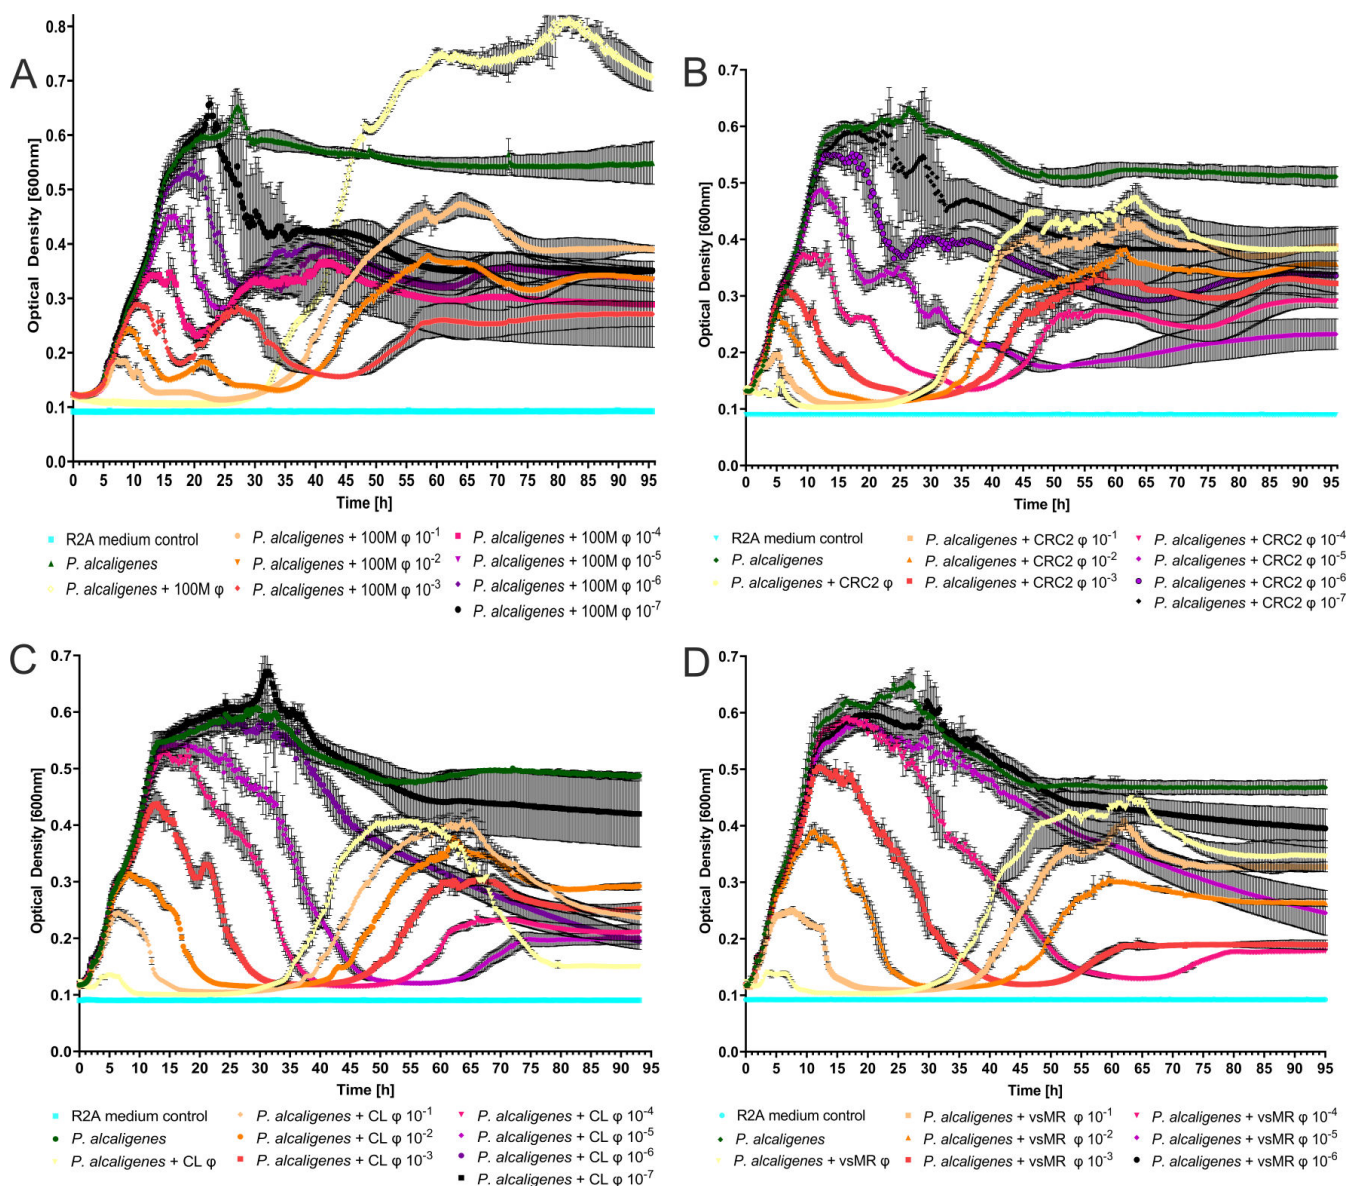 A
Optical Density [600nm]
0.8
0.7
0.6
0.5
0.4
0.3
0.2
0.1
0.0
0 5 10 15 20 25 30 35 40 45 50 55 60 65 70 75 80 85 90 95
Time [h]
R2A medium control
P. alcaligenes
P. alcaligenes + 100M φ
P. alcaligenes + 100M φ 10⁻¹
P. alcaligenes + 100M φ 10⁻²
P. alcaligenes + 100M φ 10⁻³
P. alcaligenes + 100M φ 10⁻⁴
P. alcaligenes + 100M φ 10⁻⁵
P. alcaligenes + 100M φ 10⁻⁶
P. alcaligenes + 100M φ 10⁻⁷
B
Optical Density [600nm]
0.7
0.6
0.5
0.4
0.3
0.2
0.1
0.0
0 5 10 15 20 25 30 35 40 45 50 55 60 65 70 75 80 85 90 95
Time [h]
R2A medium control
P. alcaligenes
P. alcaligenes + CRC2 φ
P. alcaligenes + CRC2 φ 10⁻¹
P. alcaligenes + CRC2 φ 10⁻²
P. alcaligenes + CRC2 φ 10⁻³
P. alcaligenes + CRC2 φ 10⁻⁴
P. alcaligenes + CRC2 φ 10⁻⁵
P. alcaligenes + CRC2 φ 10⁻⁶
P. alcaligenes + CRC2 φ 10⁻⁷
C
Optical Density [600nm]
0.7
0.6
0.5
0.4
0.3
0.2
0.1
0.0
0 5 10 15 20 25 30 35 40 45 50 55 60 65 70 75 80 85 90 95
Time [h]
R2A medium control
P. alcaligenes
P. alcaligenes + CL φ
P. alcaligenes + CL φ 10⁻¹
P. alcaligenes + CL φ 10⁻²
P. alcaligenes + CL φ 10⁻³
P. alcaligenes + CL φ 10⁻⁴
P. alcaligenes + CL φ 10⁻⁵
P. alcaligenes + CL φ 10⁻⁶
P. alcaligenes + CL φ 10⁻⁷
D
Optical Density [600nm]
0.7
0.6
0.5
0.4
0.3
0.2
0.1
0.0
0 5 10 15 20 25 30 35 40 45 50 55 60 65 70 75 80 85 90 95
Time [h]
R2A medium control
P. alcaligenes
P. alcaligenes + vsMR φ
P. alcaligenes + vsMR φ 10⁻¹
P. alcaligenes + vsMR φ 10⁻²
P. alcaligenes + vsMR φ 10⁻³
P. alcaligenes + vsMR φ 10⁻⁴
P. alcaligenes + vsMR φ 10⁻⁵
P. alcaligenes + vsMR φ 10⁻⁶